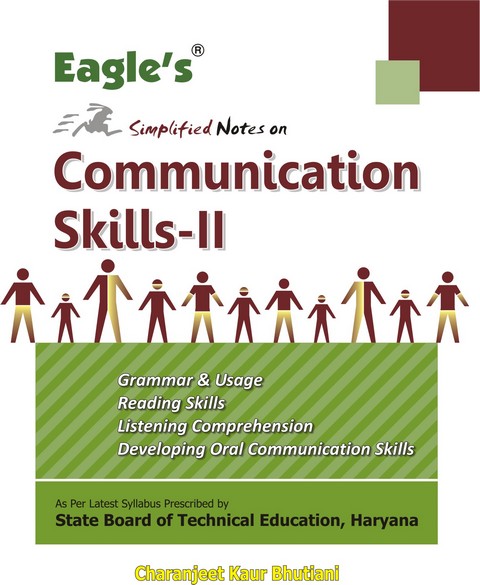 Eagle's®
Simplified Notes on
Communication
Skills-II
Grammar & Usage
Reading Skills
Listening Comprehension
Developing Oral Communication Skills
As Per Latest Syllabus Prescribed by
State Board of Technical Education, Haryana
Charanjeet Kaur Bhutiani